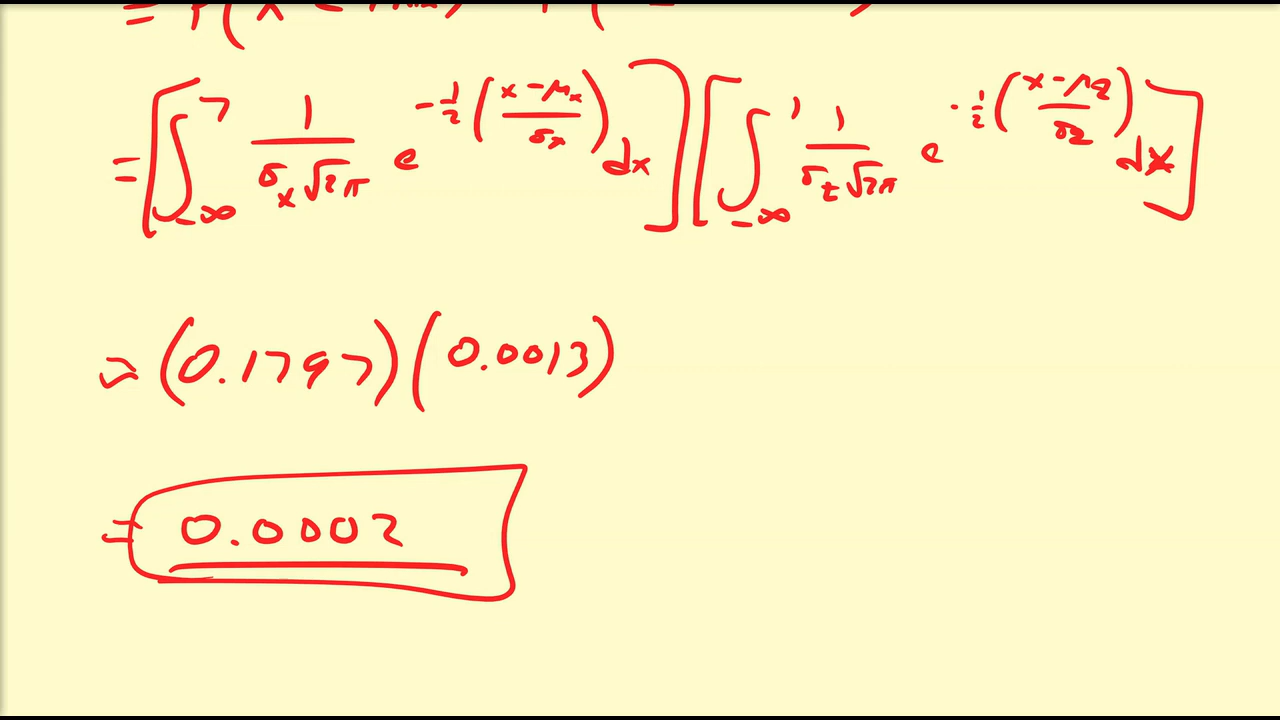 = P(X
= [∫_{-∞}^{7} 1/(σ_x√2π) e^{-1/2((x-μ_x)/σ_x)} dx] [∫_{-∞}^{1} 1/(σ_z√2π) e^{-1/2((x-μ_z)/σ_z)} dx]
≈ (0.1797)(0.0013)
= 0.0002